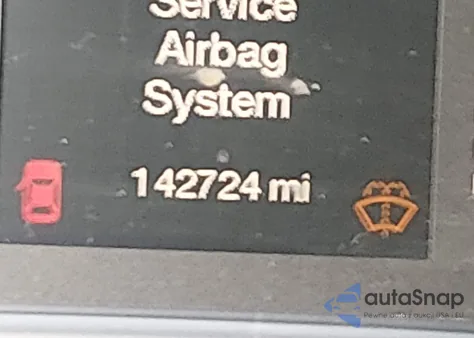 Service
Airbag
System
142724 mi
autaSnap